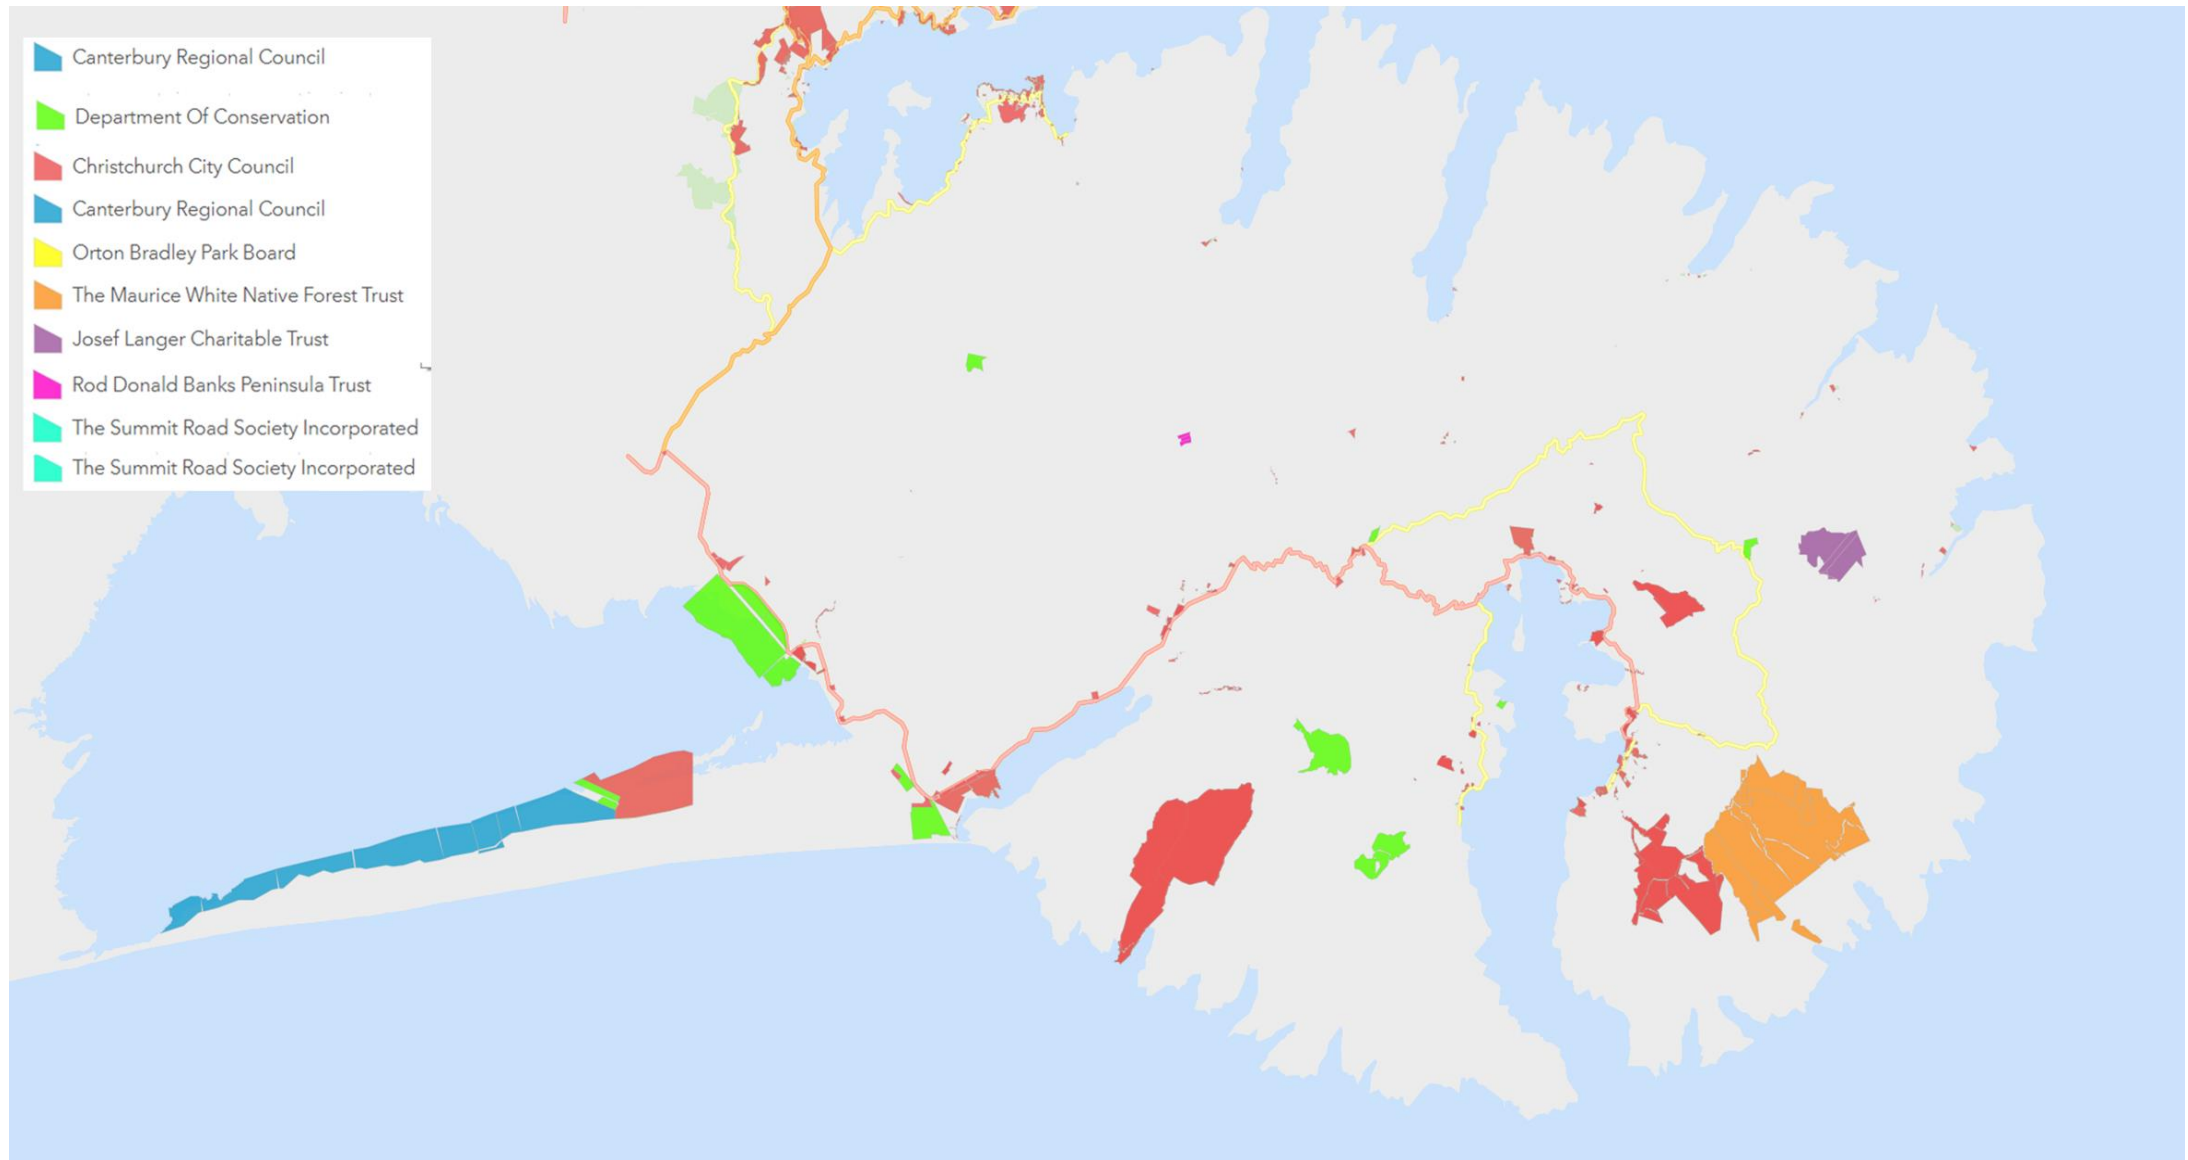 Canterbury Regional Council
Department Of Conservation
Christchurch City Council
Canterbury Regional Council
Orton Bradley Park Board
The Maurice White Native Forest Trust
Josef Langer Charitable Trust
Rod Donald Banks Peninsula Trust
The Summit Road Society Incorporated
The Summit Road Society Incorporated